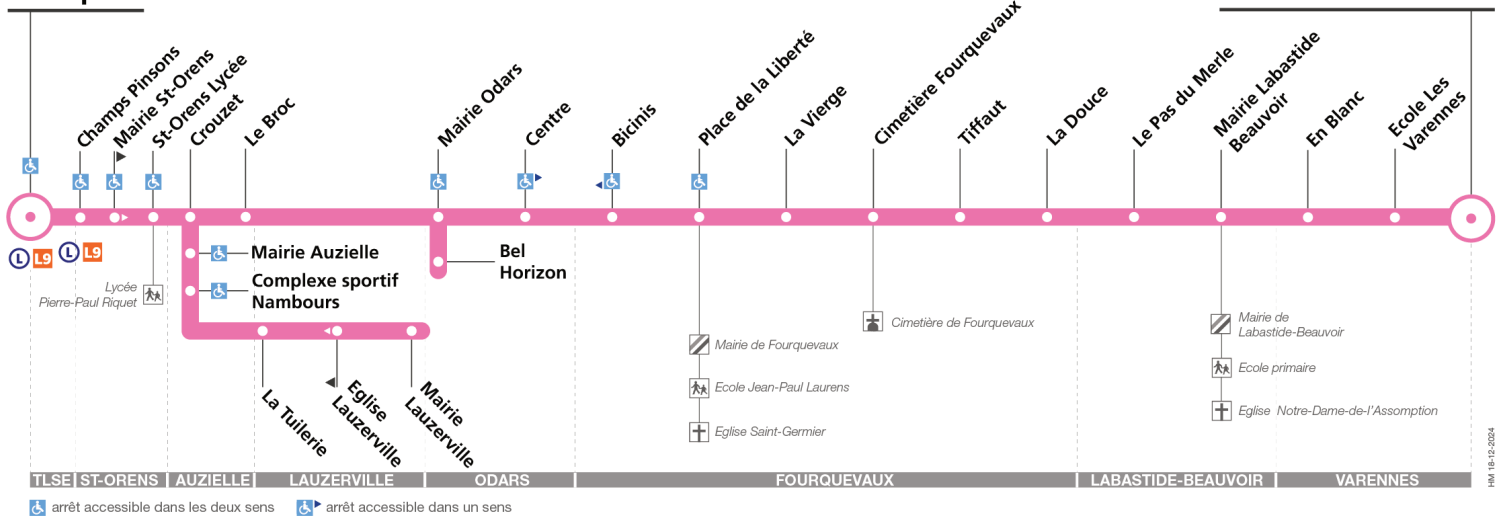 Champs Pinsons
Mairie St-Orens
St-Orens Lycée
Crouzet
Le Broc
Mairie Odars
Centre
Bicinis
Place de la Liberté
La Vierge
Cimetière Fourquevaux
Tiffaut
La Douce
Le Pas du Merle
Mairie Labastide
Beauvoir
En Blanc
Ecole Les
Varennes
L L9
L L9
Lycée
Pierre-Paul Riquet
Mairie Auzielle
Complexe sportif
Nambours
Bel
Horizon
La Tuilerie
Eglise
Lauzerville
Mairie
Lauzerville
Mairie de Fourquevaux
Ecole Jean-Paul Laurens
Eglise Saint-Germier
Cimetière de Fourquevaux
Mairie de
Labastide-Beauvoir
Ecole primaire
Eglise Notre-Dame-de-l'Assomption
HM 18-12-2024
TLSE ST-ORENS AUZIELLE LAUZERVILLE ODARS FOURQUEVAUX LABASTIDE-BEAUVOIR VARENNES
arrêt accessible dans les deux sens
arrêt accessible dans un sens